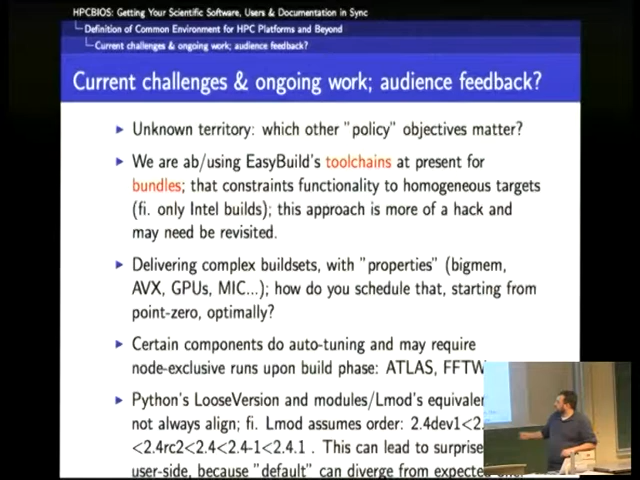 HPCBIOS: Getting Your Scientific Software, Users & Documentation in Sync
Definition of Common Environment for HPC Platforms and Beyond
Current challenges & ongoing work; audience feedback?
Current challenges & ongoing work; audience feedback?
Unknown territory: which other "policy" objectives matter?
We are ab/using EasyBuild's toolchains at present for
bundles; that constraints functionality to homogeneous targets
(fi. only Intel builds); this approach is more of a hack and
may need be revisited.
Delivering complex buildsets, with "properties" (bigmem,
AVX, GPUs, MIC...); how do you schedule that, starting from
point-zero, optimally?
Certain components do auto-tuning and may require
node-exclusive runs upon build phase: ATLAS, FFTW
Python's LooseVersion and modules/Lmod's
not always align; fi. Lmod assumes order: 2.4dev1<2.
<2.4rc2<2.4<2.4-1<2.4.1 . This can lead to
user-side, because "default" can diverge from